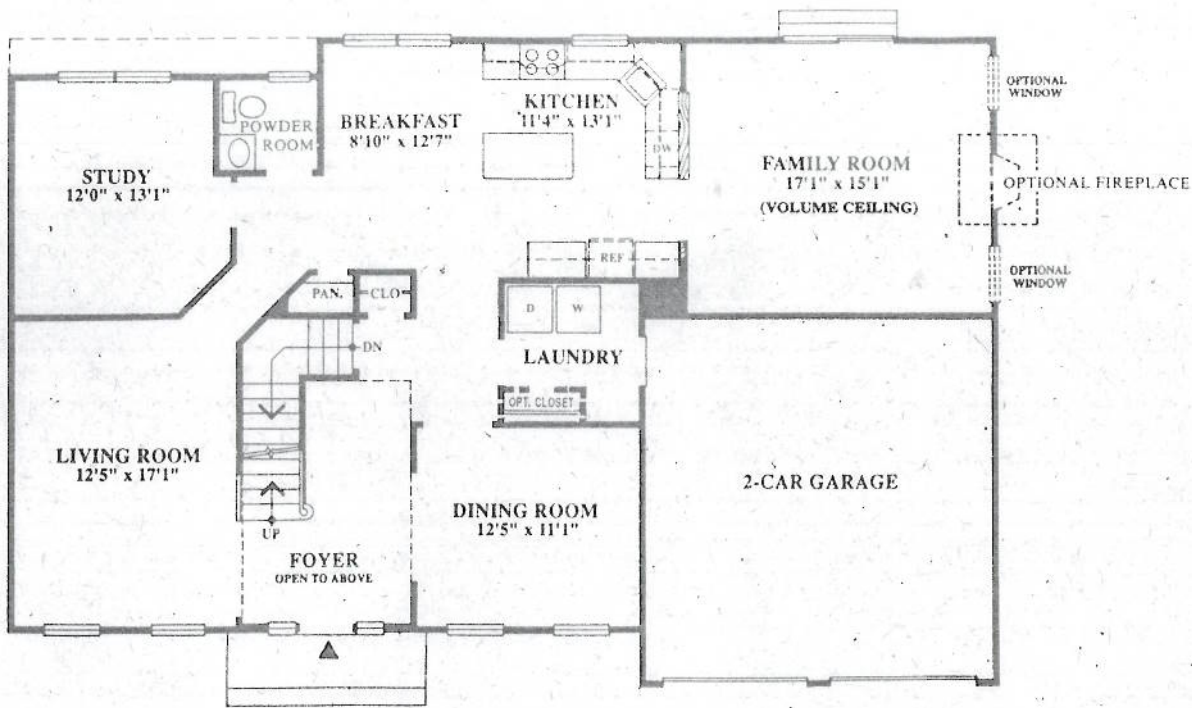 OPTIONAL
WINDOW
KITCHEN
11'4" x 13'1"
BREAKFAST
8'10" x 12'7"
POWDER
ROOM
DW
FAMILY ROOM
17'1" x 15'1"
(VOLUME CEILING)
OPTIONAL FIREPLACE
STUDY
12'0" x 13'1"
REF
OPTIONAL
WINDOW
PAN.
CLO
D
W
DN
LAUNDRY
OPT. CLOSET
LIVING ROOM
12'5" x 17'1"
2-CAR GARAGE
DINING ROOM
12'5" x 11'1"
UP
FOYER
OPEN TO ABOVE